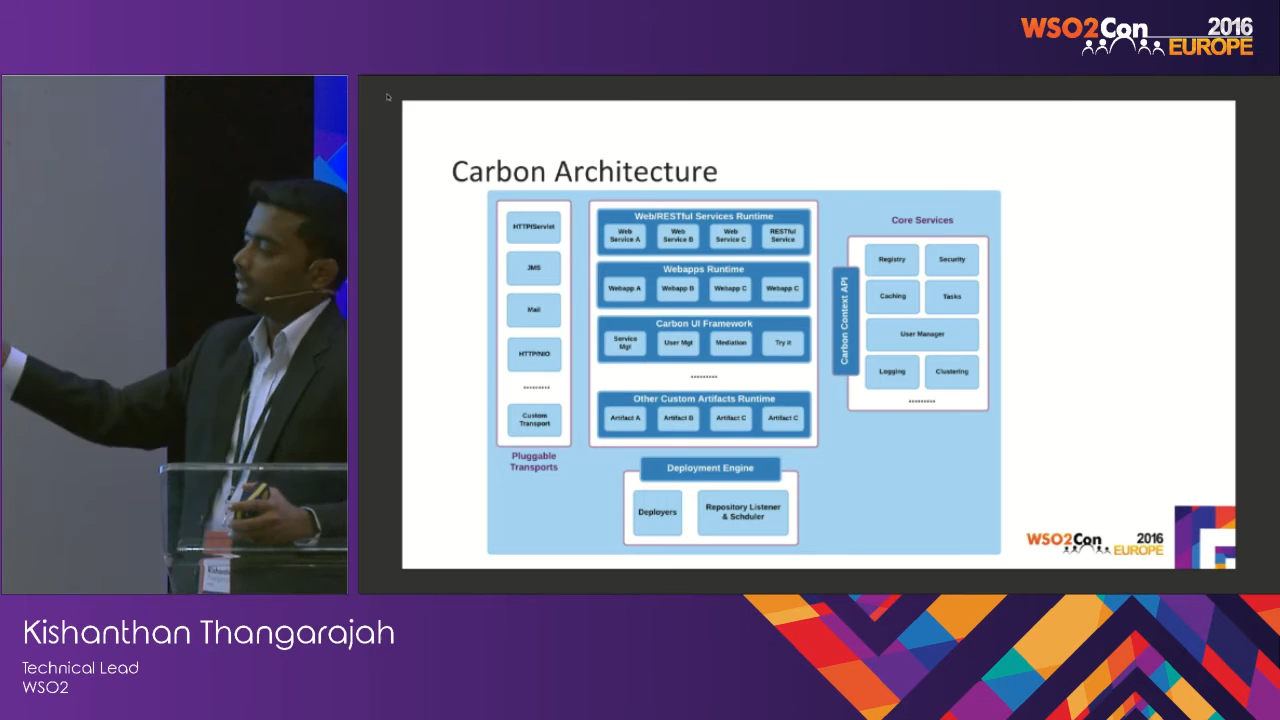 WSO2Con 2016
EUROPE
Carbon Architecture
HTTP/Servlet
JMS
Mail
HTTP/NIO
.........
Custom
Transport
Pluggable
Transports
Web/RESTful Services Runtime
Web
Service A
Web
Service B
Web
Service C
RESTful
Service
Webapps Runtime
Webapp A
Webapp B
Webapp C
Webapp C
Carbon UI Framework
Service
Mgt
User Mgt
Mediation
Try it
.........
Other Custom Artifacts Runtime
Artifact A
Artifact B
Artifact C
Artifact C
Deployment Engine
Deployers
Repository Listener
& Schduler
Core Services
Carbon Context API
Registry
Security
Caching
Tasks
User Manager
Logging
Clustering
.........
WSO2Con 2016
EUROPE
Kishanthan Thangarajah
Technical Lead
WSO2